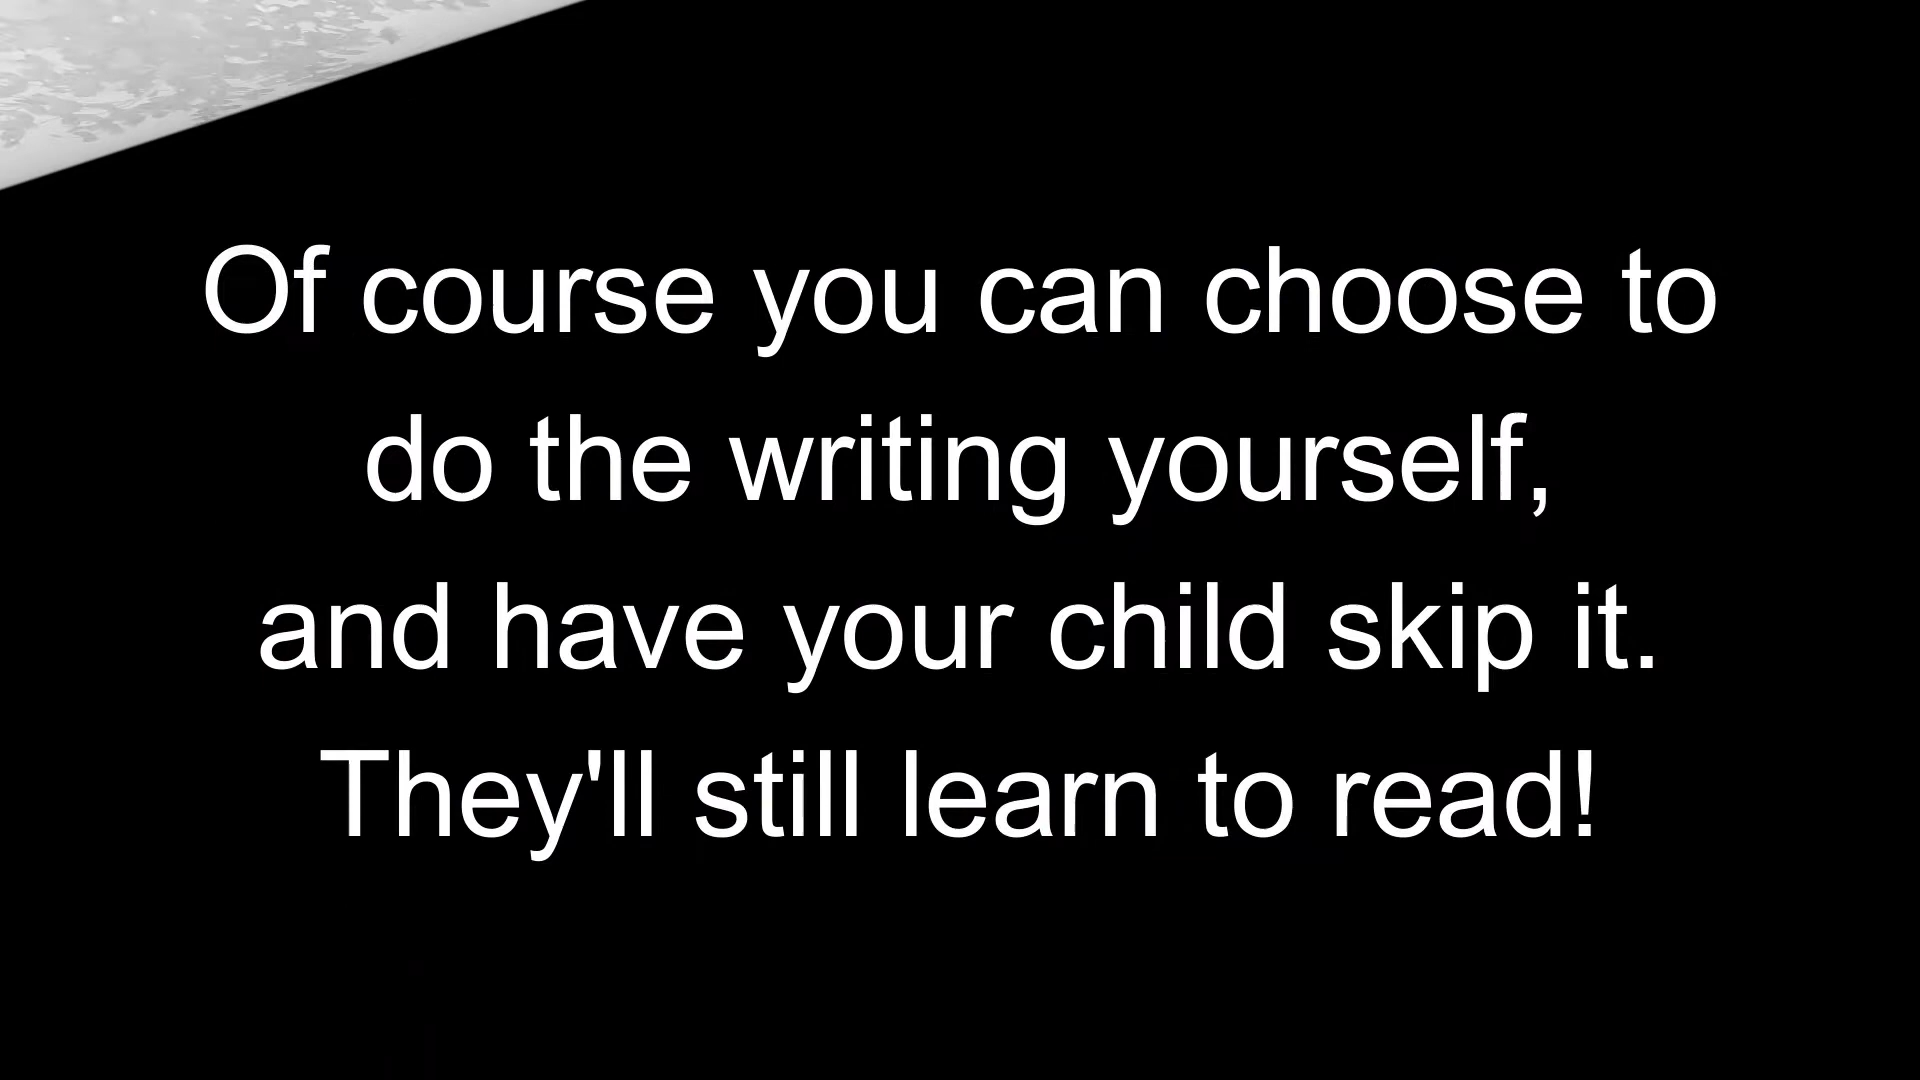 Of course you can choose to
do the writing yourself,
and have your child skip it.
They'll still learn to read!